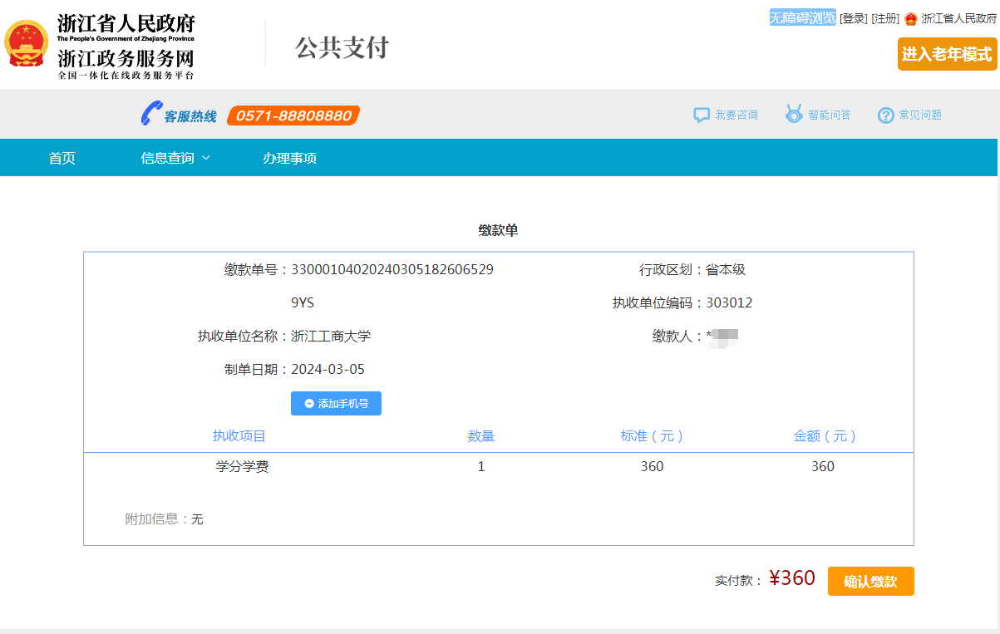 浙江省人民政府
The People's Government of Zhejiang Province
浙江政务服务网
全国一体化在线政务服务平台
公共支付
无障碍浏览 [登录] [注册] 浙江省人民政府
进入老年模式
客服热线 0571-88808880
我要咨询 智能问答 常见问题
首页 信息查询 办理事项
缴款单
缴款单号：33000104020240305182606529 行政区划：省本级
9YS 执收单位编码：303012
执收单位名称：浙江工商大学 缴款人：*
制单日期：2024-03-05
添加手机号
执收项目 数量 标准（元） 金额（元）
学分学费 1 360 360
附加信息：无
实付款： ¥360 确认缴款